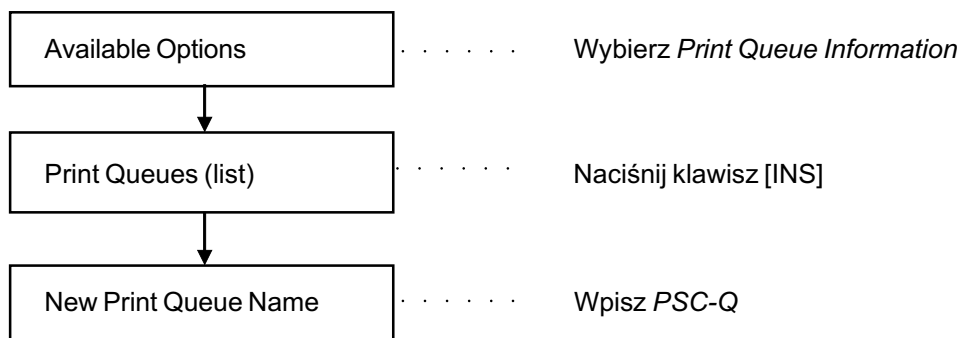 Available Options . . . . . . Wybierz Print Queue Information
Print Queues (list) . . . . . . Naciśnij klawisz [INS]
New Print Queue Name . . . . . . Wpisz PSC-Q